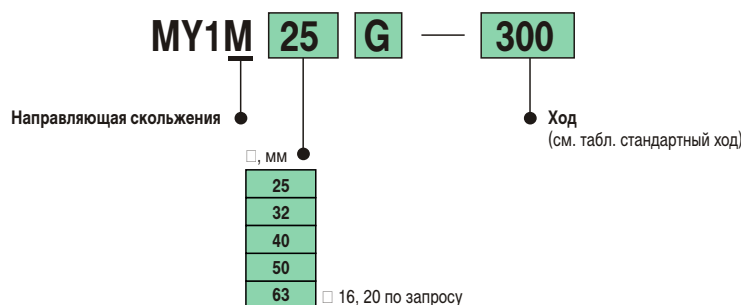 MY1M 25 G — 300
Направляющая скольжения
Ход
(см. табл. стандартный ход)
□, мм
25
32
40
50
63
□ 16, 20 по запросу